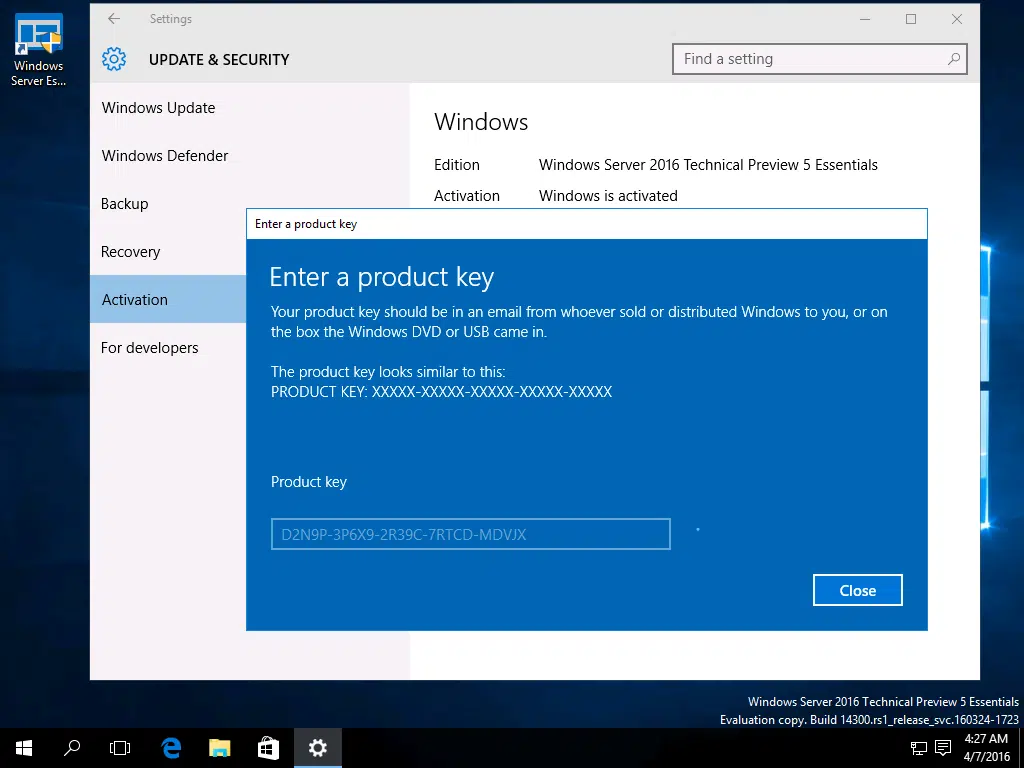 Settings
UPDATE & SECURITY
Find a setting
Windows
Server Es...
Windows Update
Windows Defender
Backup
Recovery
Activation
For developers
Windows
Edition Windows Server 2016 Technical Preview 5 Essentials
Activation Windows is activated
Enter a product key
Enter a product key
Your product key should be in an email from whoever sold or distributed Windows to you, or on
the box the Windows DVD or USB came in.
The product key looks similar to this:
PRODUCT KEY: XXXXX-XXXXX-XXXXX-XXXXX-XXXXX
Product key
D2N9P-3P6X9-2R39C-7RTCD-MDVJX
Close
Windows Server 2016 Technical Preview 5 Essentials
Evaluation copy. Build 14300.rs1_release_svc.160324-1723
4:27 AM
4/7/2016